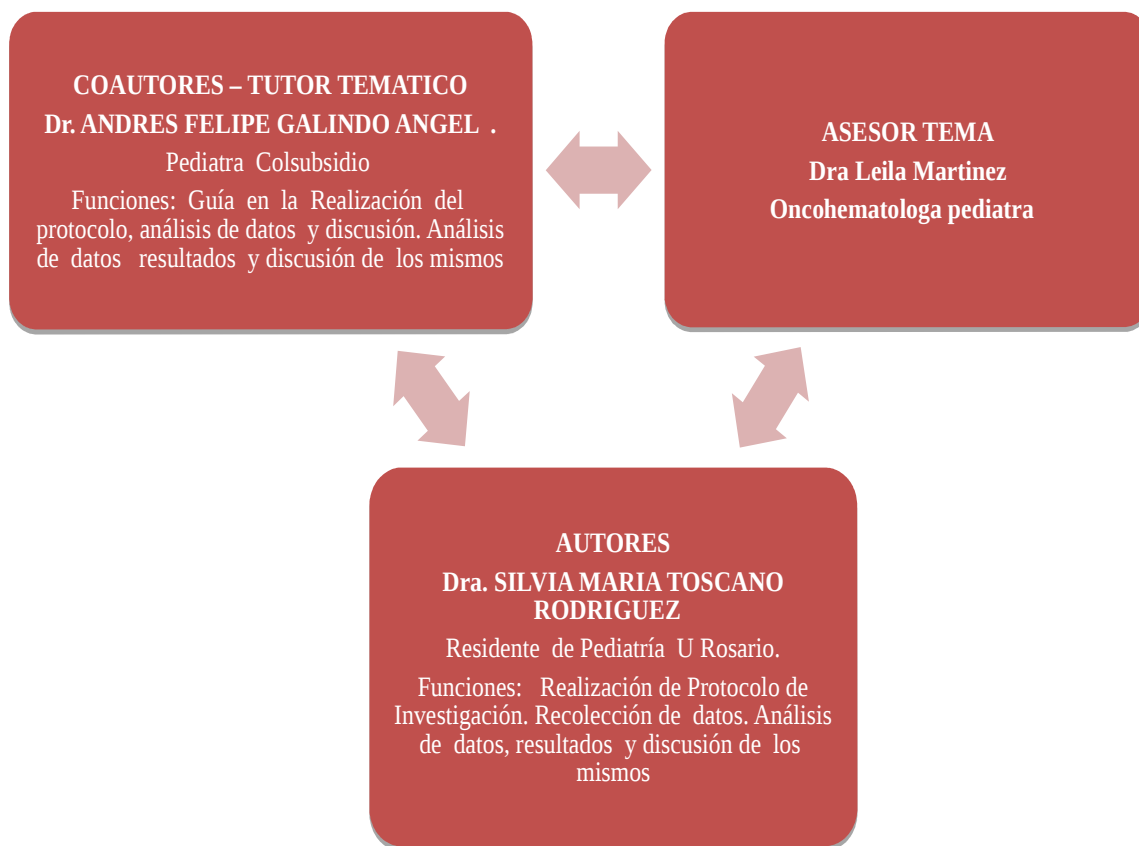 COAUTORES – TUTOR TEMATICO
Dr. ANDRES FELIPE GALINDO ANGEL .
Pediatra Colsubsidio
Funciones: Guía en la Realización del
protocolo, análisis de datos y discusión. Análisis
de datos resultados y discusión de los mismos
ASESOR TEMA
Dra Leila Martinez
Oncohematologa pediatra
AUTORES
Dra. SILVIA MARIA TOSCANO
RODRIGUEZ
Residente de Pediatría U Rosario.
Funciones: Realización de Protocolo de
Investigación. Recolección de datos. Análisis
de datos, resultados y discusión de los
mismos